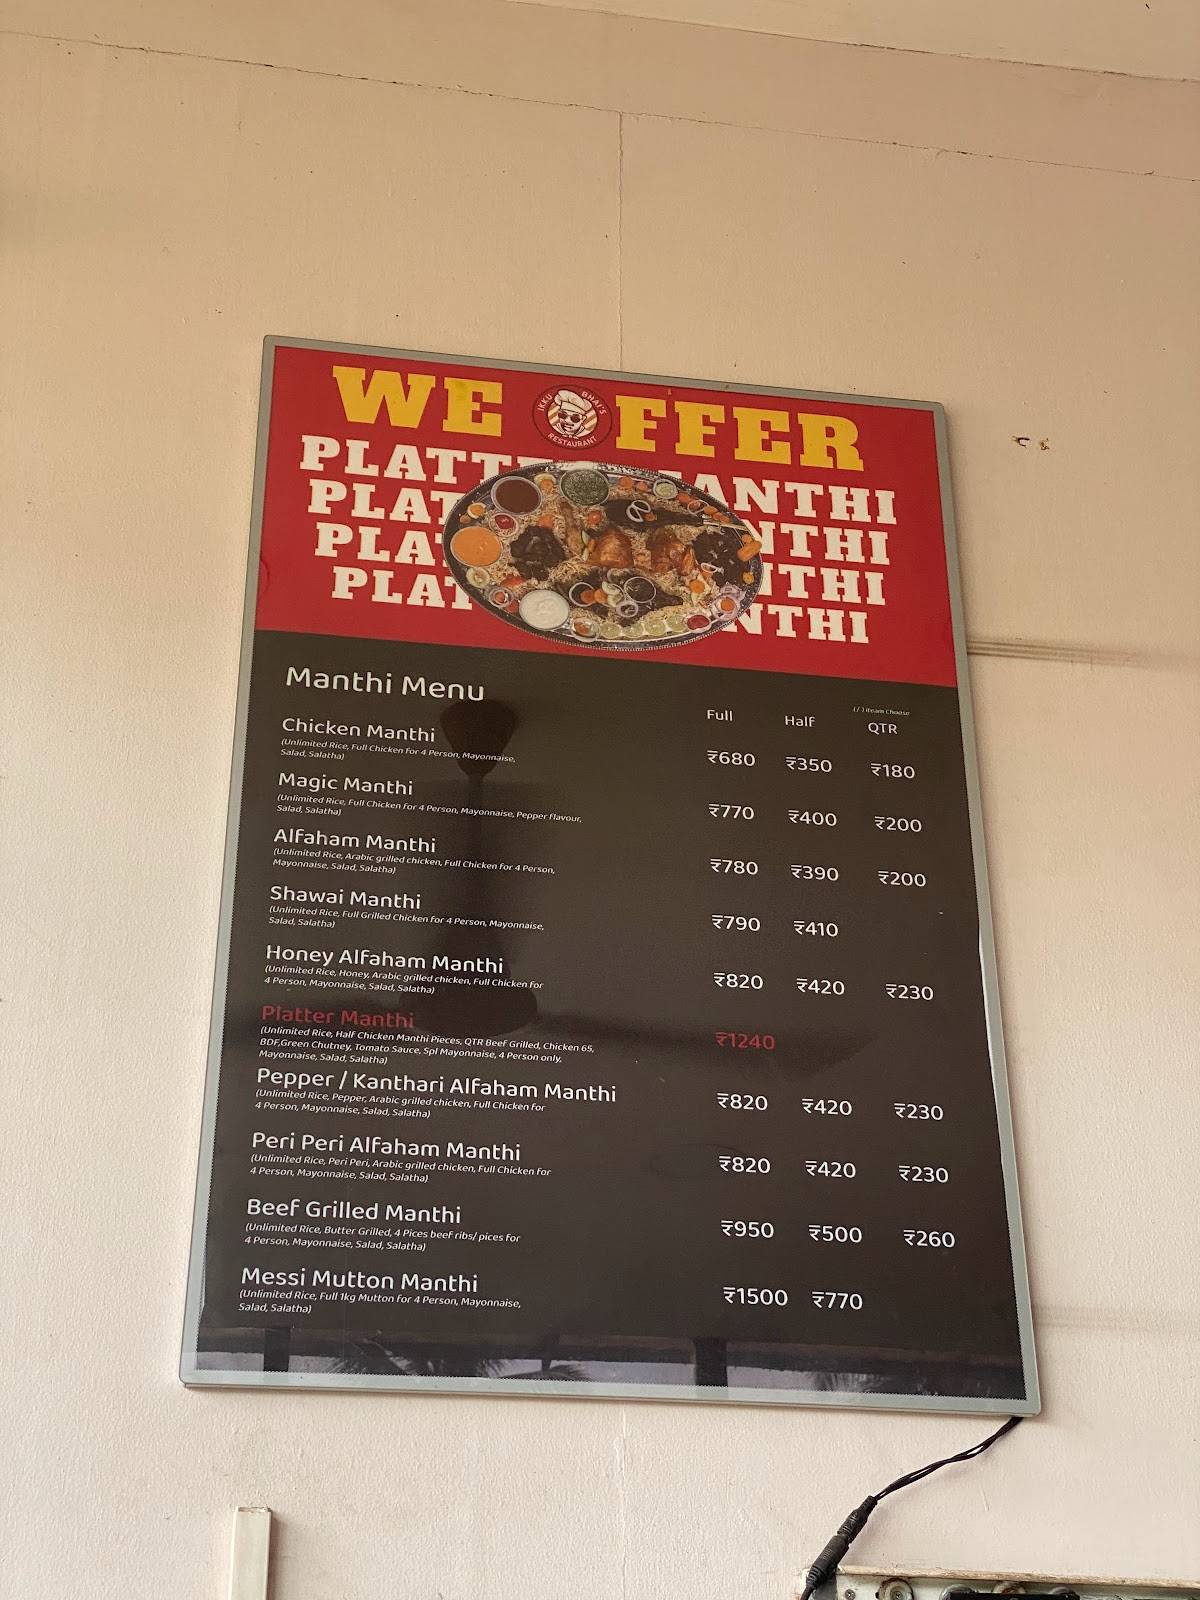 WE FFER
IKKU BHAI'S
RESTAURANT
PLATTE MANTHI
PLAT NTHI
PLAT NTHI
PLAT NTHI
Manthi Menu
Full Half QTR
Chicken Manthi ₹680 ₹350 ₹180
(Unlimited Rice, Full Chicken for 4 Person, Mayonnaise,
Salad, Salatha)
Magic Manthi ₹770 ₹400 ₹200
(Unlimited Rice, Full Chicken for 4 Person, Mayonnaise, Pepper flavour,
Salad, Salatha)
Alfaham Manthi ₹780 ₹390 ₹200
(Unlimited Rice, Arabic grilled chicken, Full Chicken for 4 Person,
Mayonnaise, Salad, Salatha)
Shawai Manthi ₹790 ₹410
(Unlimited Rice, Full Grilled Chicken for 4 Person, Mayonnaise,
Salad, Salatha)
Honey Alfaham Manthi ₹820 ₹420 ₹230
(Unlimited Rice, Honey, Arabic grilled chicken, Full Chicken for
4 Person, Mayonnaise, Salad, Salatha)
Platter Manthi ₹1240
(Unlimited Rice, Half Chicken Manthi Pieces, QTR Beef Grilled, Chicken 65,
BDF,Green Chutney, Tomato Sauce, Spl Mayonnaise, 4 Person only,
Mayonnaise, Salad, Salatha)
Pepper / Kanthari Alfaham Manthi ₹820 ₹420 ₹230
(Unlimited Rice, Pepper, Arabic grilled chicken, Full Chicken for
4 Person, Mayonnaise, Salad, Salatha)
Peri Peri Alfaham Manthi ₹820 ₹420 ₹230
(Unlimited Rice, Peri Peri, Arabic grilled chicken, Full Chicken for
4 Person, Mayonnaise, Salad, Salatha)
Beef Grilled Manthi ₹950 ₹500 ₹260
(Unlimited Rice, Butter Grilled, 4 Pices beef ribs/ pices for
4 Person, Mayonnaise, Salad, Salatha)
Messi Mutton Manthi ₹1500 ₹770
(Unlimited Rice, Full 1kg Mutton for 4 Person, Mayonnaise,
Salad, Salatha)